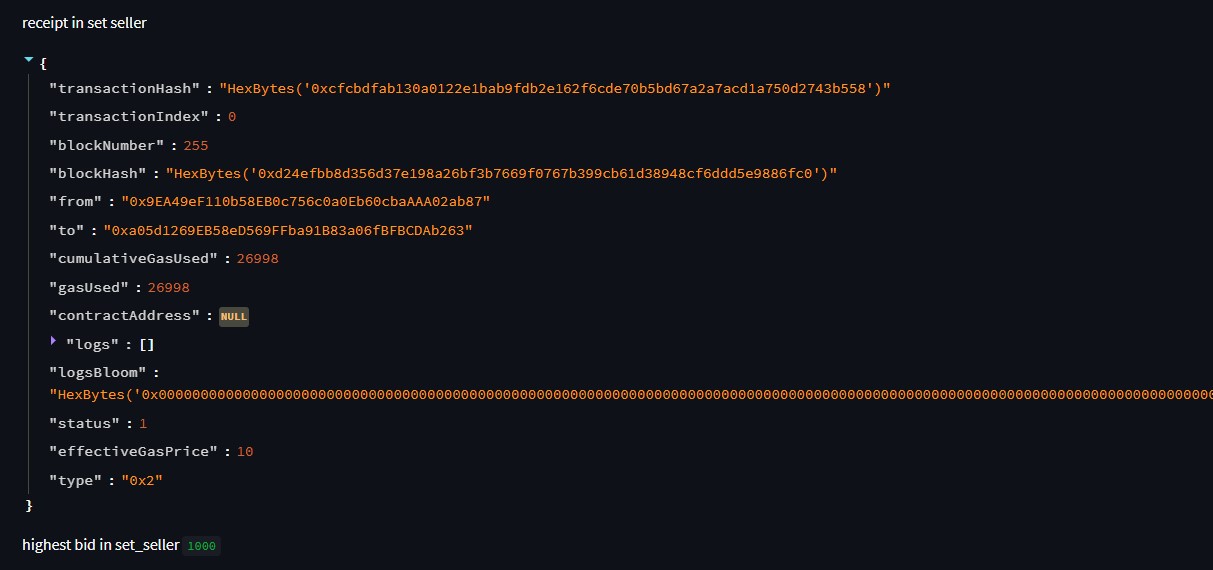 receipt in set seller
{
"transactionHash" : "HexBytes('0xcfcbdfab130a0122e1bab9fdb2e162f6cde70b5bd67a2a7acd1a750d2743b558')"
"transactionIndex" : 0
"blockNumber" : 255
"blockHash" : "HexBytes('0xd24efbb8d356d37e198a26bf3b7669f0767b399cb61d38948cf6ddd5e9886fc0')"
"from" : "0x9EA49eF110b58EB0c756c0a0Eb60cbaAAA02ab87"
"to" : "0xa05d1269EB58eD569FFba91B83a06fBFBCDAb263"
"cumulativeGasUsed" : 26998
"gasUsed" : 26998
"contractAddress" : NULL
"logs" : []
"logsBloom" :
"HexBytes('0x000000000000000000000000000000000000000000000000000000000000000000000000000000000000000000000000000000000000000000000000
"status" : 1
"effectiveGasPrice" : 10
"type" : "0x2"
}
highest bid in set_seller 1000